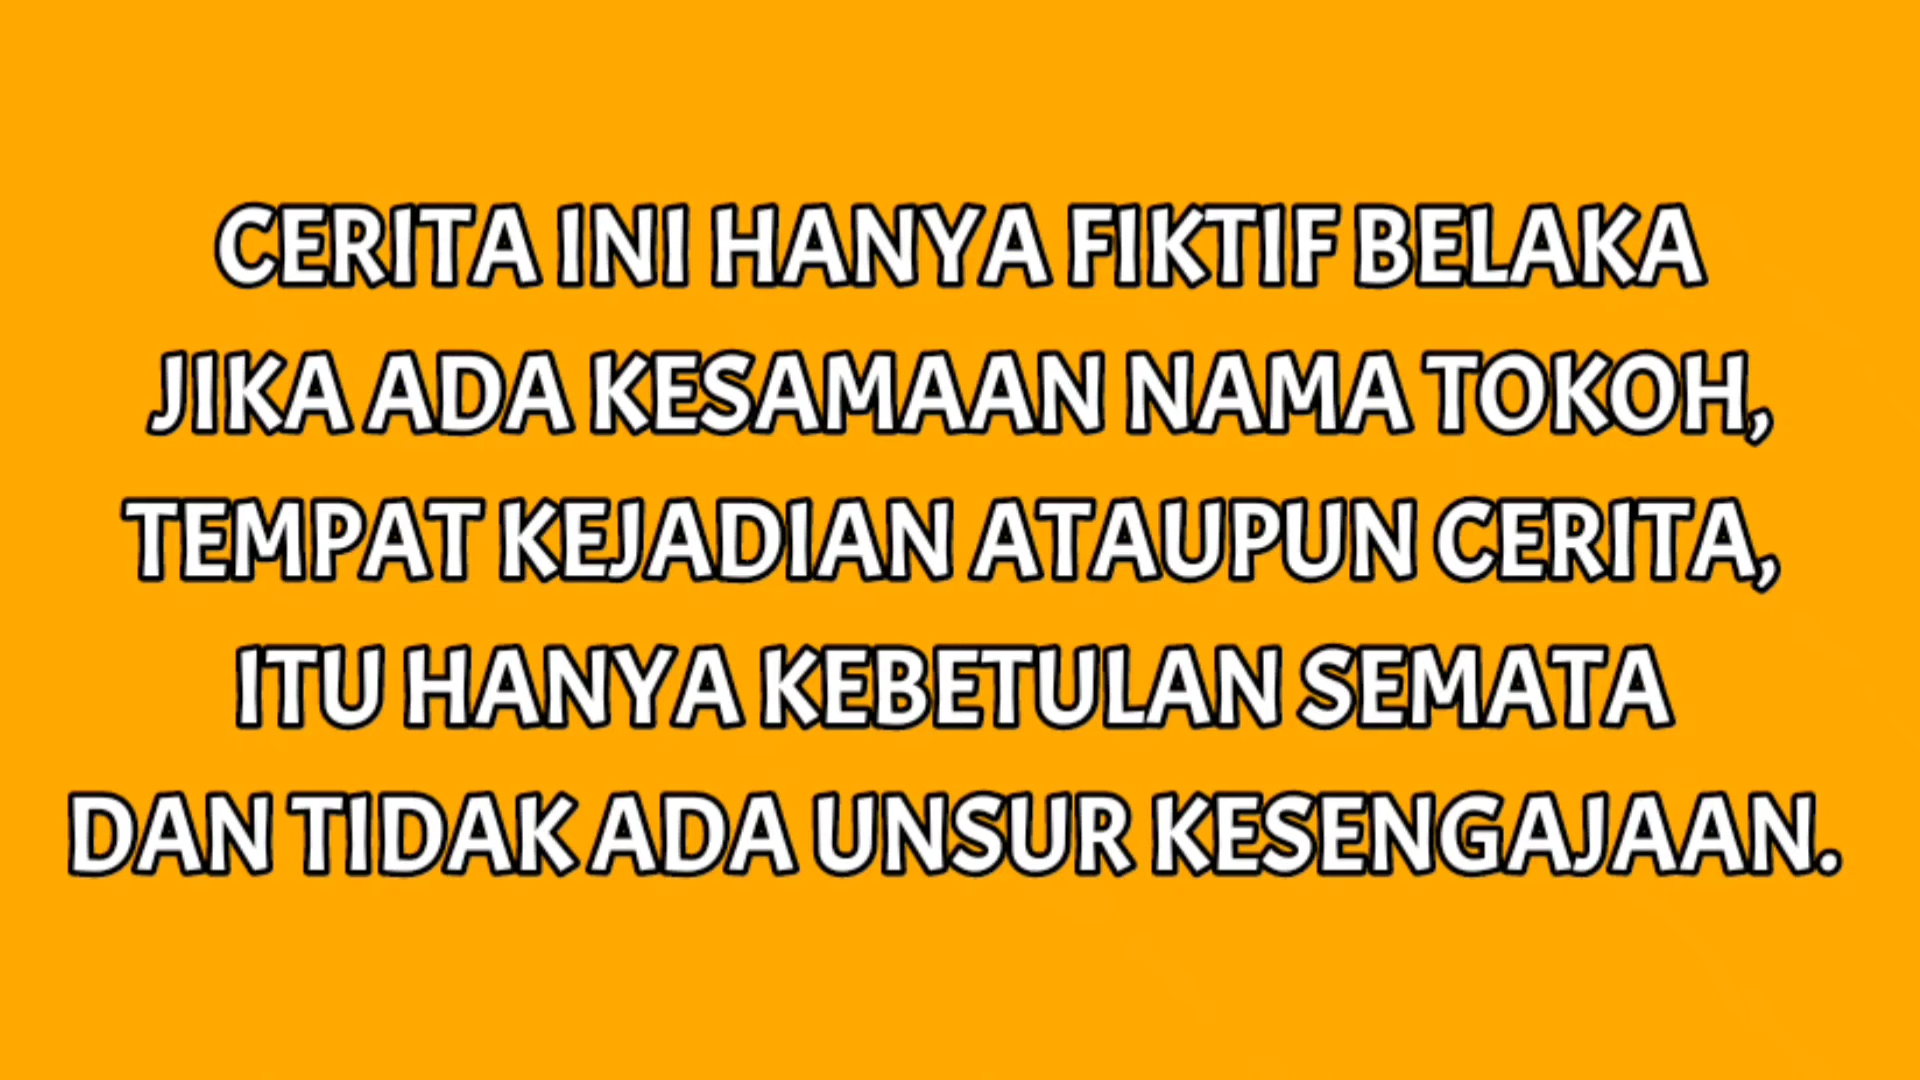 CERITA INI HANYA FIKTIF BELAKA
JIKA ADA KESAMAAN NAMA TOKOH,
TEMPAT KEJADIAN ATAUPUN CERITA,
ITU HANYA KEBETULAN SEMATA
DAN TIDAK ADA UNSUR KESENGAJAAN.